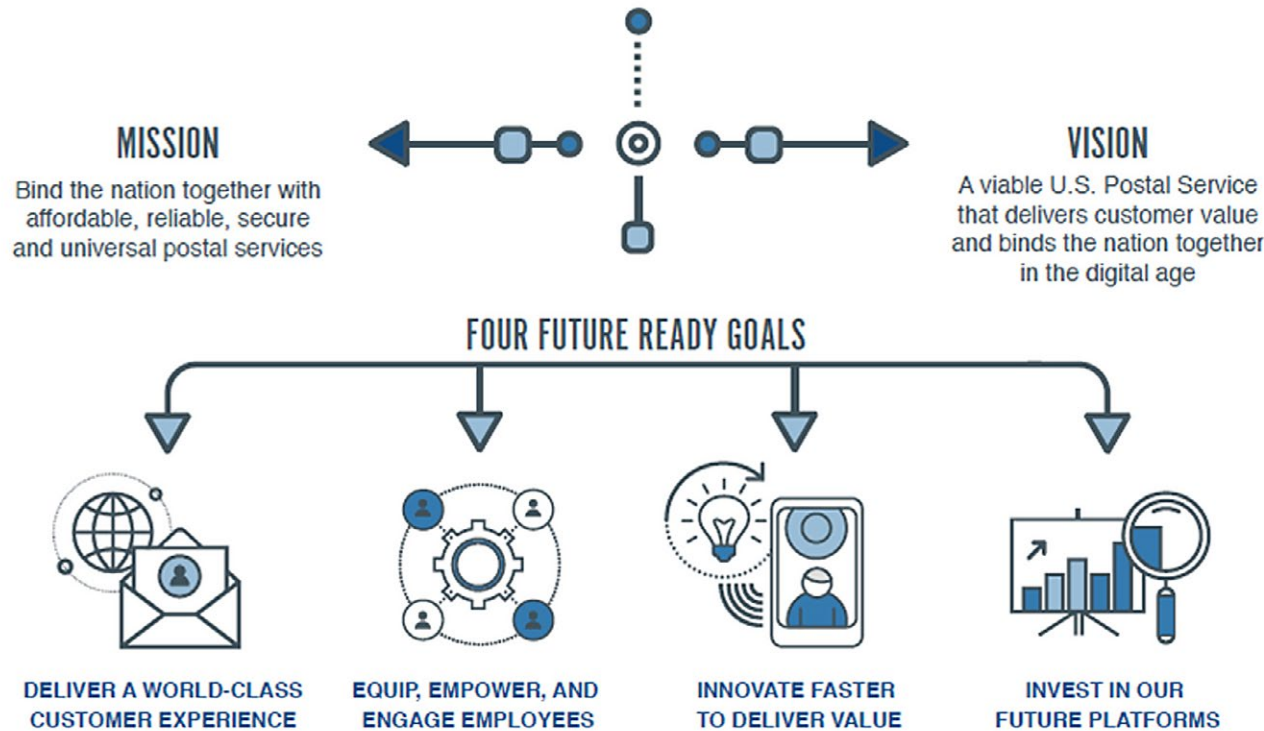 MISSION
Bind the nation together with
affordable, reliable, secure
and universal postal services
VISION
A viable U.S. Postal Service
that delivers customer value
and binds the nation together
in the digital age
FOUR FUTURE READY GOALS
DELIVER A WORLD-CLASS
CUSTOMER EXPERIENCE
EQUIP, EMPOWER, AND
ENGAGE EMPLOYEES
INNOVATE FASTER
TO DELIVER VALUE
INVEST IN OUR
FUTURE PLATFORMS